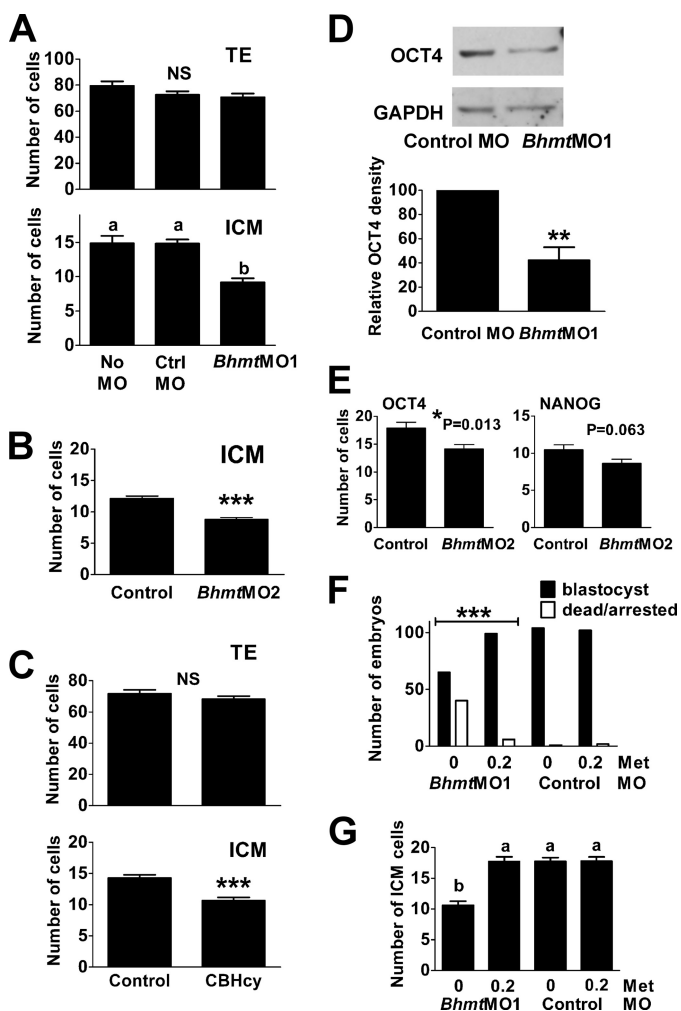 A
TE
NS
Number of cells
100
80
60
40
20
0
ICM
a
a
b
Number of cells
15
10
5
0
No MO
Ctrl MO
BhmtMO1
B
ICM
***
Number of cells
20
15
10
5
0
Control
BhmtMO2
C
TE
NS
Number of cells
80
60
40
20
0
ICM
***
Number of cells
20
15
10
5
0
Control
CBHcy
D
OCT4
GAPDH
Control MO BhmtMO1
Relative OCT4 density
100
80
60
40
20
0
**
Control MO BhmtMO1
E
OCT4
* P=0.013
Number of cells
20
15
10
5
0
Control BhmtMO2
NANOG
P=0.063
15
10
5
0
Control BhmtMO2
F
blastocyst
dead/arrested
***
Number of embryos
100
50
0
0 0.2 0 0.2 Met
BhmtMO1 Control MO
G
b
a
a
a
Number of ICM cells
20
15
10
5
0
0 0.2 0 0.2 Met
BhmtMO1 Control MO